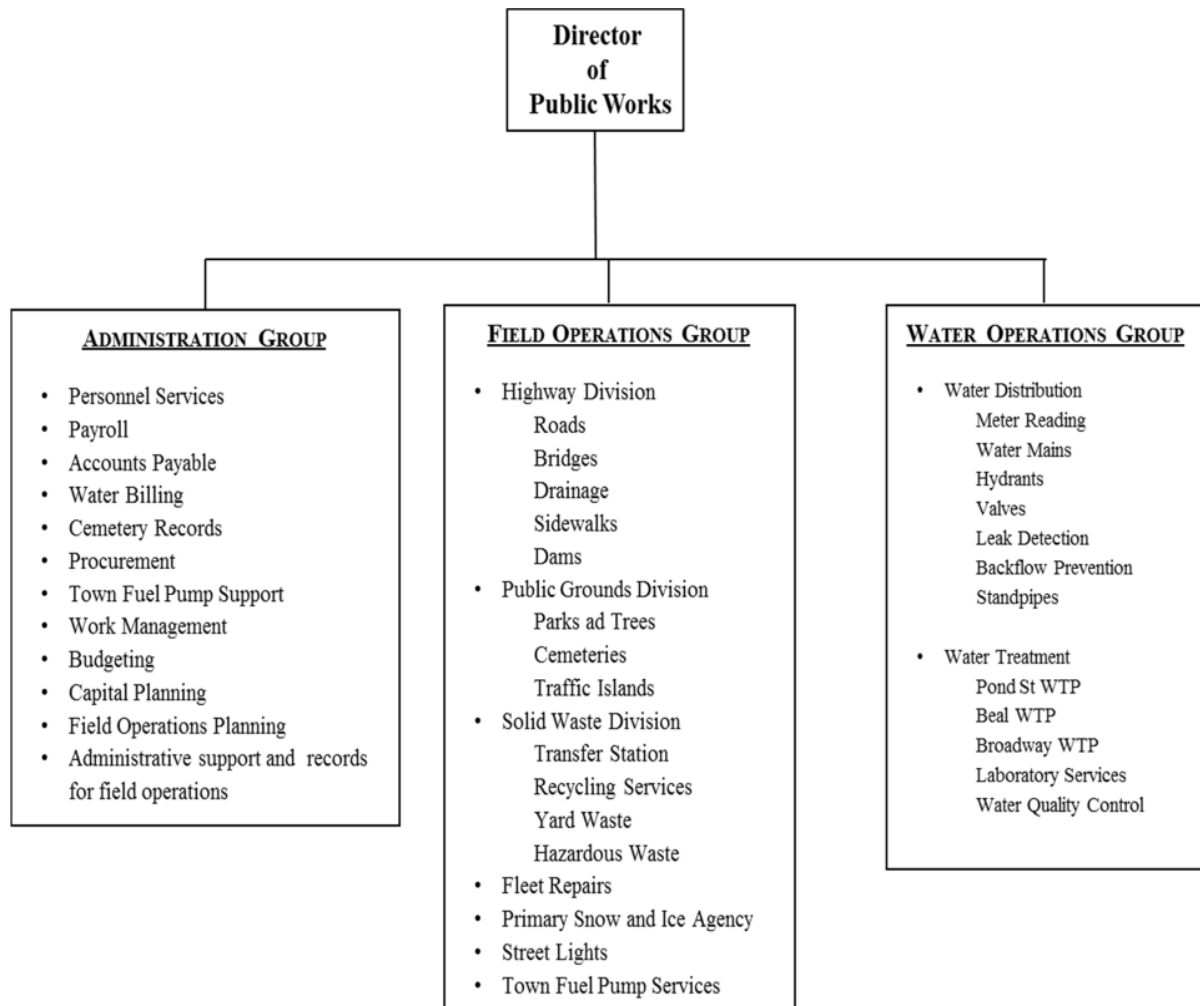 Director
of
Public Works
ADMINISTRATION GROUP
• Personnel Services
• Payroll
• Accounts Payable
• Water Billing
• Cemetery Records
• Procurement
• Town Fuel Pump Support
• Work Management
• Budgeting
• Capital Planning
• Field Operations Planning
• Administrative support and records
for field operations
FIELD OPERATIONS GROUP
• Highway Division
Roads
Bridges
Drainage
Sidewalks
Dams
• Public Grounds Division
Parks ad Trees
Cemeteries
Traffic Islands
• Solid Waste Division
Transfer Station
Recycling Services
Yard Waste
Hazardous Waste
• Fleet Repairs
• Primary Snow and Ice Agency
• Street Lights
• Town Fuel Pump Services
WATER OPERATIONS GROUP
• Water Distribution
Meter Reading
Water Mains
Hydrants
Valves
Leak Detection
Backflow Prevention
Standpipes
• Water Treatment
Pond St WTP
Beal WTP
Broadway WTP
Laboratory Services
Water Quality Control